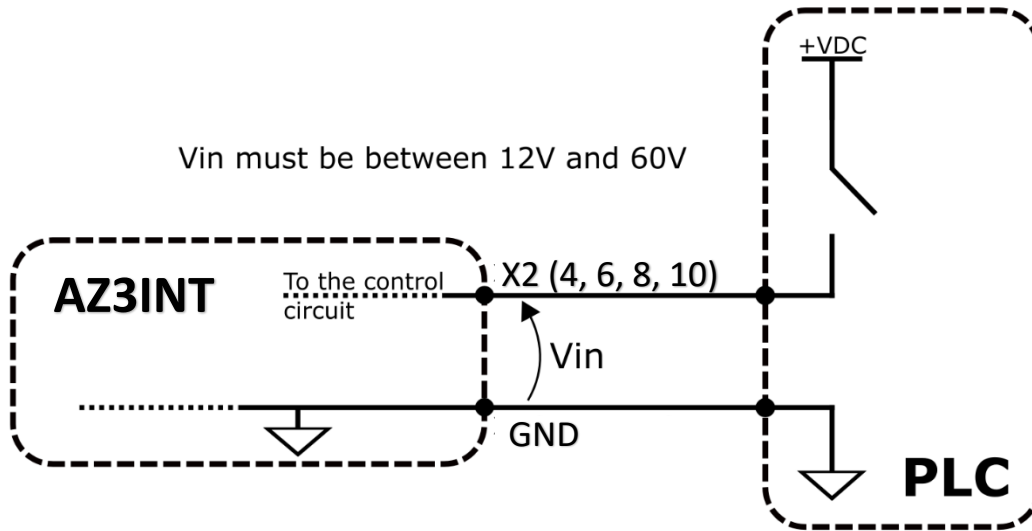 +VDC
Vin must be between 12V and 60V
AZ3INT
To the control
circuit
X2 (4, 6, 8, 10)
Vin
GND
PLC